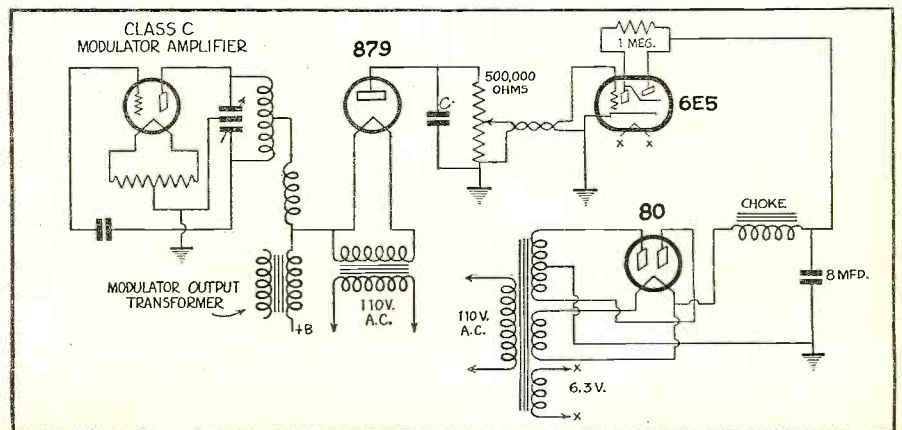 CLASS C
MODULATOR AMPLIFIER
879
C.
500,000
OHMS
1 MEG.
6E5
X X
MODULATOR OUTPUT
TRANSFORMER
+B
110 V.
A.C.
80
CHOKE
8 MFD.
110 V.
A.C.
X
6.3 V.
X